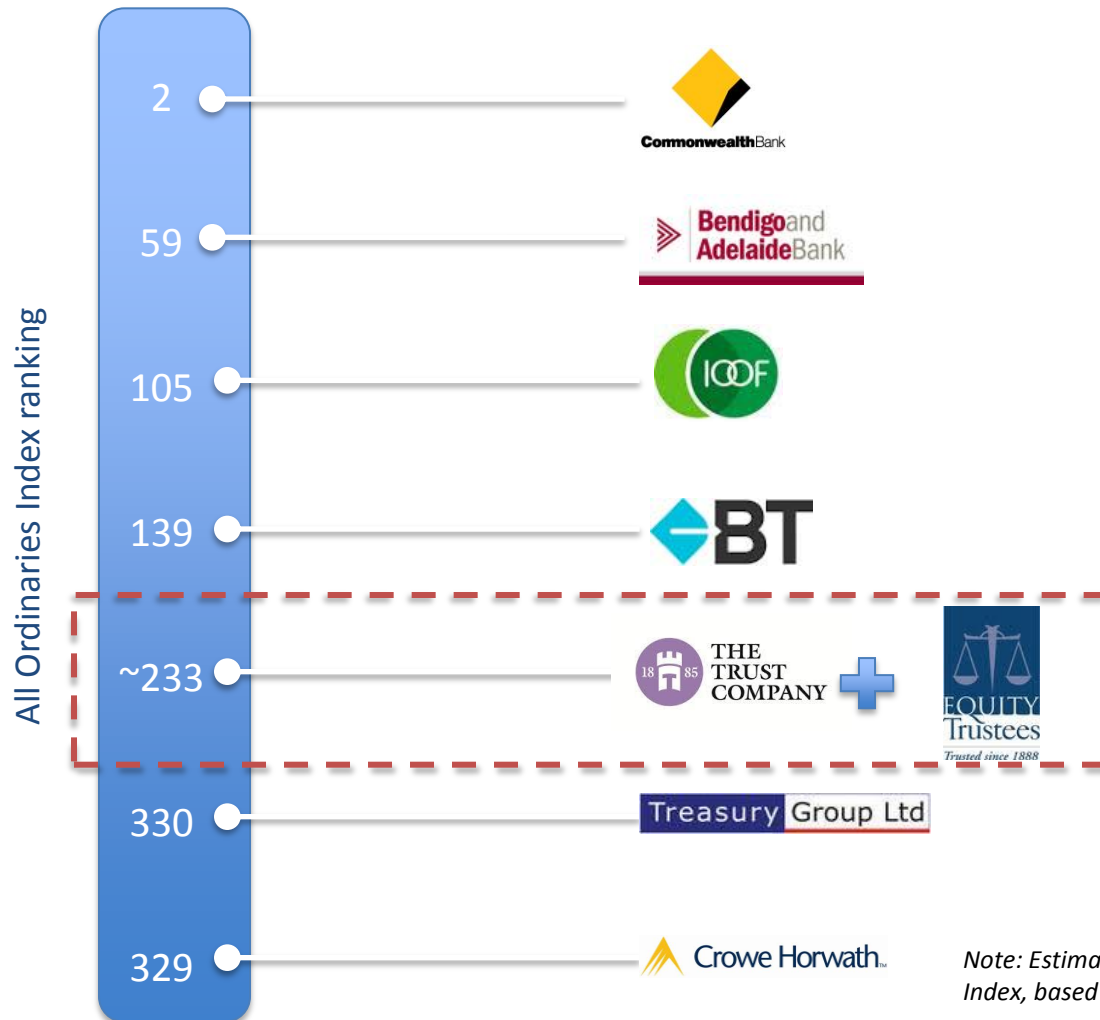 All Ordinaries Index ranking
2
CommonwealthBank
59
Bendigoand
AdelaideBank
105
IOOF
139
BT
~233
18 85
THE
TRUST
COMPANY
EQUITY
Trustees
Trusted since 1888
330
Treasury Group Ltd
329
Crowe Horwath™
Note: Estima
Index, based